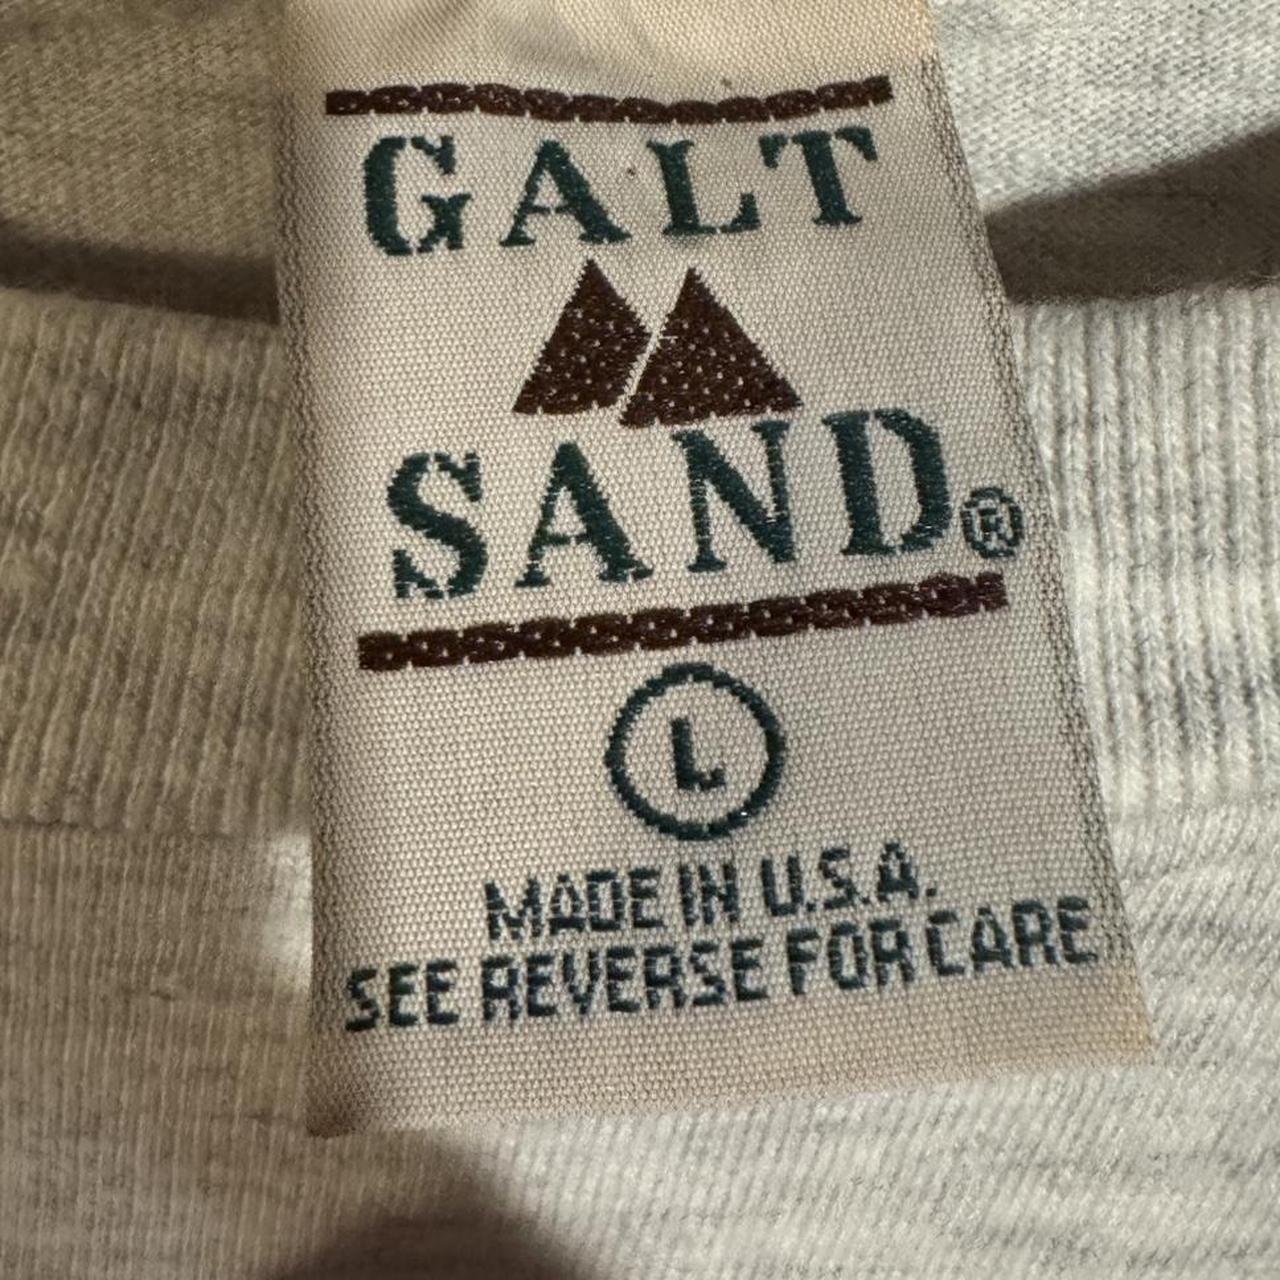 GALT
SAND®
L
MADE IN U.S.A.
SEE REVERSE FOR CARE